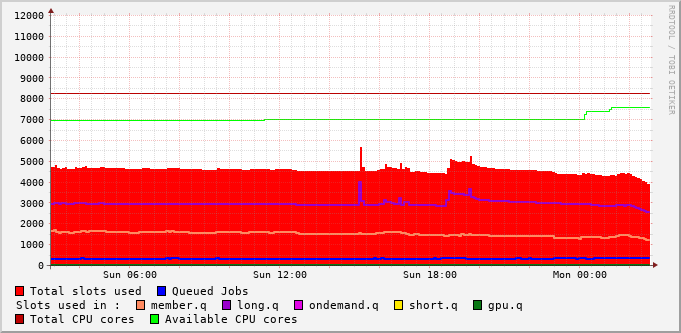 12000
11000
10000
9000
8000
7000
6000
5000
4000
3000
2000
1000
0
Sun 06:00 Sun 12:00 Sun 18:00 Mon 00:00
RRDTOOL / TOBI OETIKER
Total slots used Queued Jobs
Slots used in : member.q long.q ondemand.q short.q gpu.q
Total CPU cores Available CPU cores